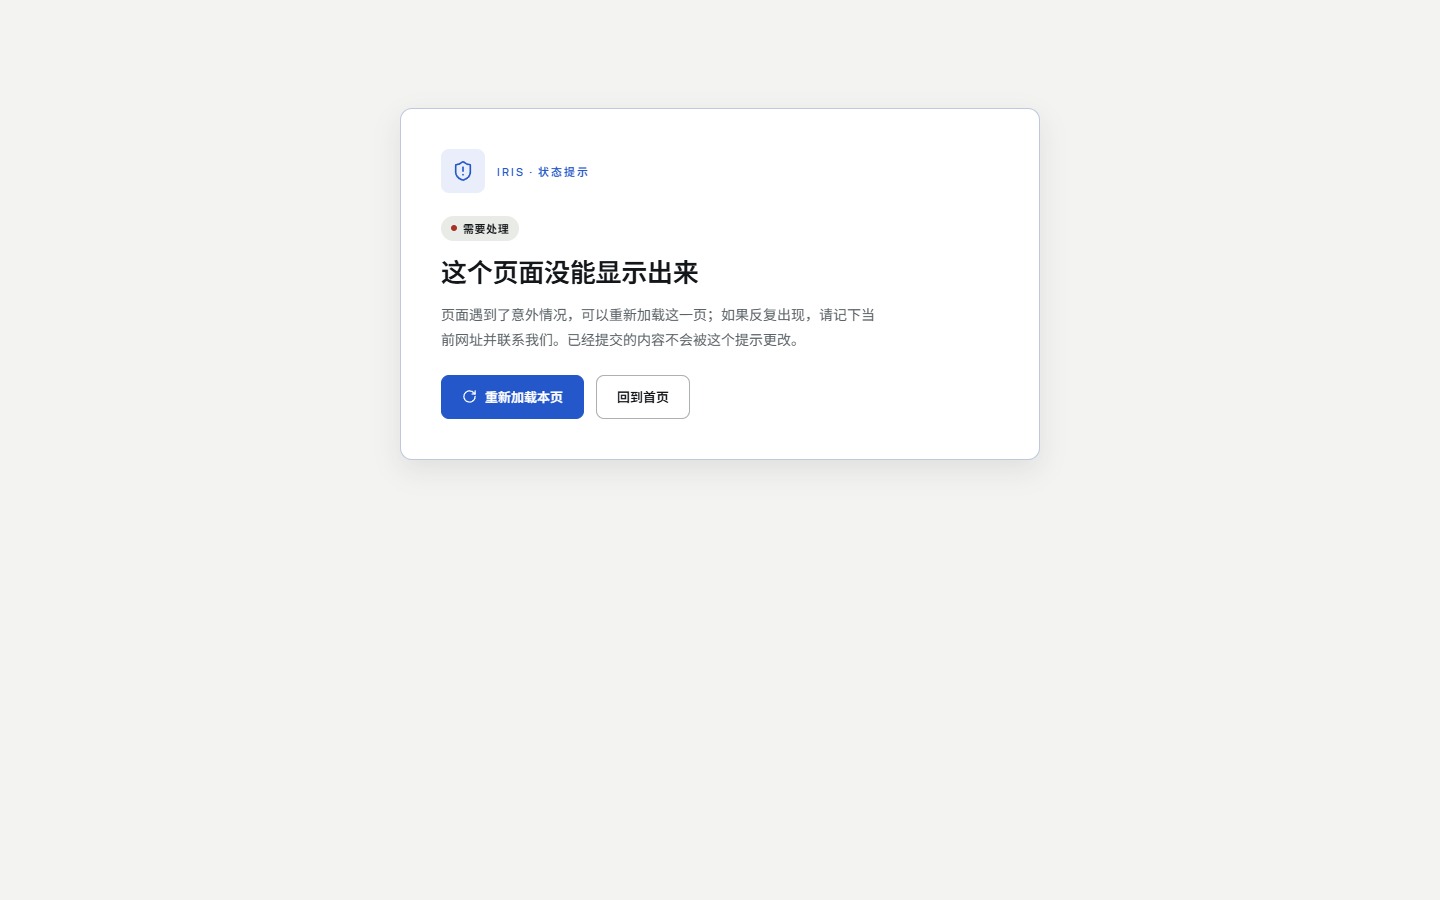 IRIS · 状态提示
需要处理
这个页面没能显示出来
页面遇到了意外情况，可以重新加载这一页；如果反复出现，请记下当
前网址并联系我们。已经提交的内容不会被这个提示更改。
重新加载本页
回到首页